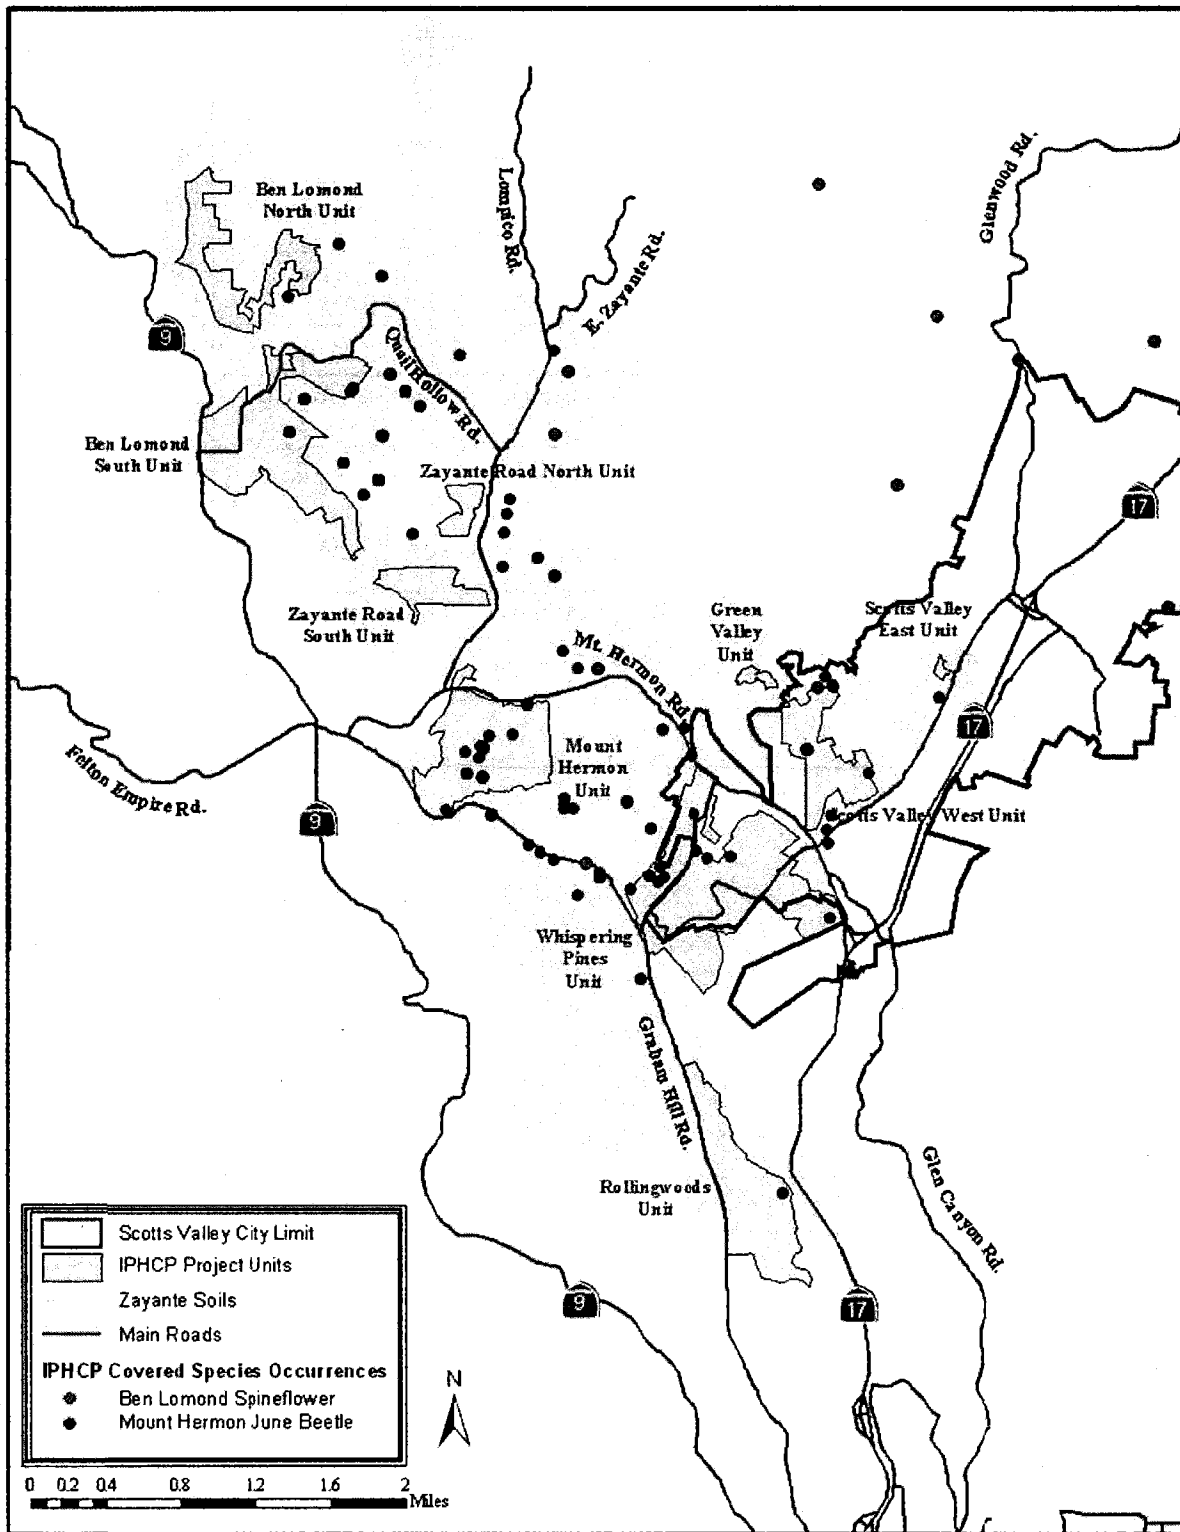 Glenwood Rd.
Ben Lomond
North Unit
Lompico Rd.
E. Zayante Rd.
9
Quail Hollow Rd.
Ben Lomond
South Unit
Zayante Road North Unit
17
Zayante Road
South Unit
Green
Valley
Unit
Scotts Valley
East Unit
Mt. Hermon Rd.
17
Mount
Hermon
Unit
Felton Empire Rd.
9
Scotts Valley West Unit
Whispering
Pines
Unit
Graham Hill Rd.
Rollingwoods
Unit
Glen Canyon Rd.
9
17
Scotts Valley City Limit
IPHCP Project Units
Zayante Soils
Main Roads
IPHCP Covered Species Occurrences
Ben Lomond Spineflower
Mount Hermon June Beetle
N
0 0.2 0.4 0.8 1.2 1.6 2
Miles